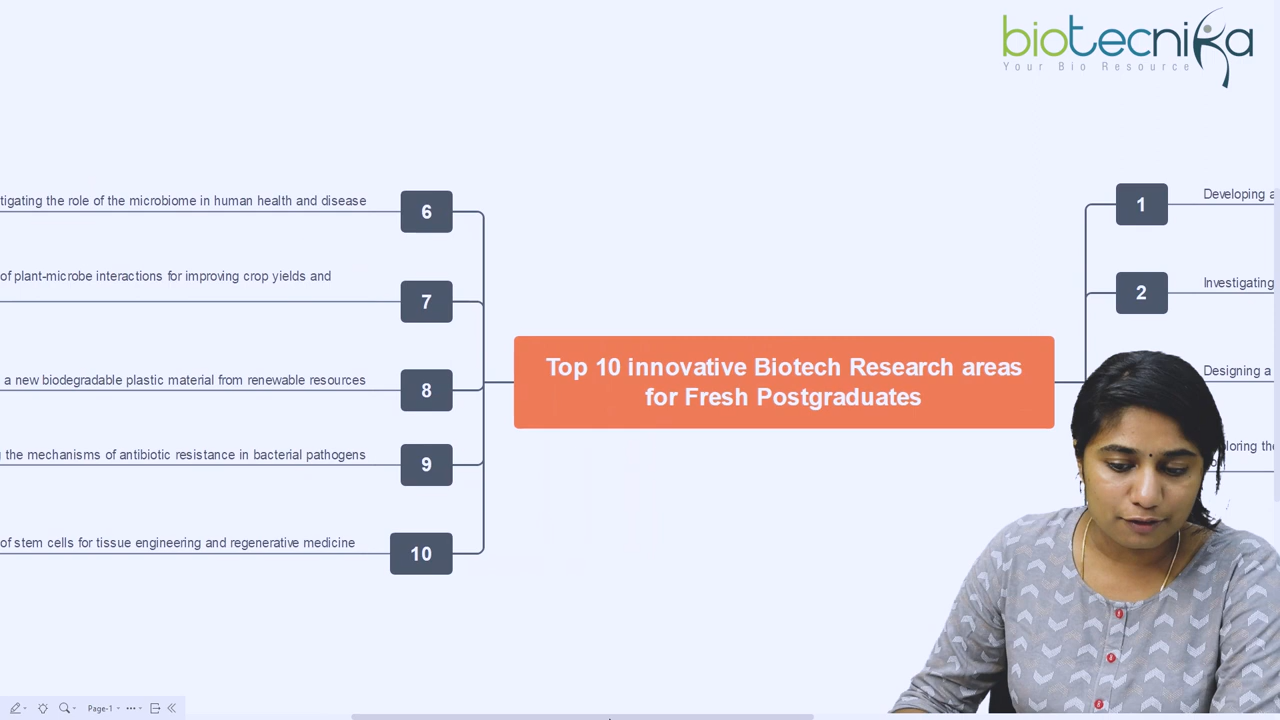 biotecnika
Your Bio Resource
tigating the role of the microbiome in human health and disease
6
of plant-microbe interactions for improving crop yields and
7
a new biodegradable plastic material from renewable resources
8
the mechanisms of antibiotic resistance in bacterial pathogens
9
of stem cells for tissue engineering and regenerative medicine
10
Top 10 innovative Biotech Research areas
for Fresh Postgraduates
1
Developing a
2
Investigating
Designing a
loring the
Page-1